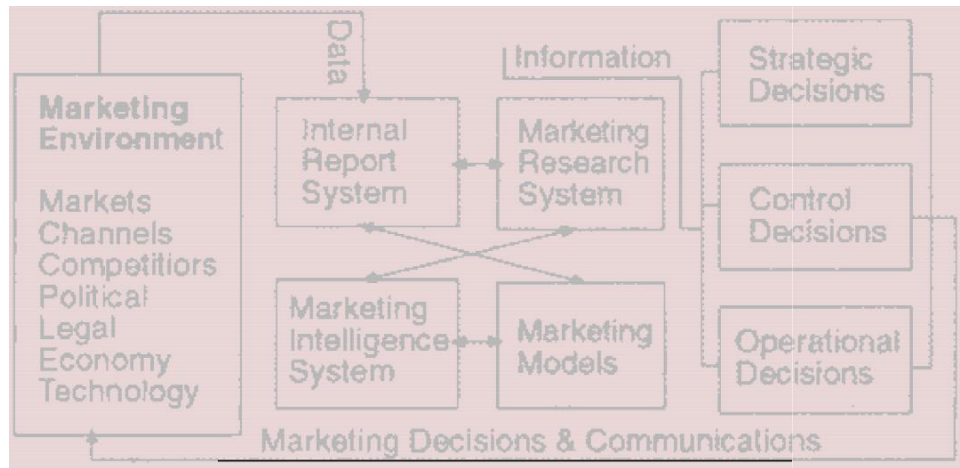 Data
Information
Marketing
Environment
Markets
Channels
Competitiors
Political
Legal
Economy
Technology
Internal
Report
System
Marketing
Research
System
Marketing
Intelligence
System
Marketing
Models
Strategic
Decisions
Control
Decisions
Operational
Decisions
Marketing Decisions & Communications